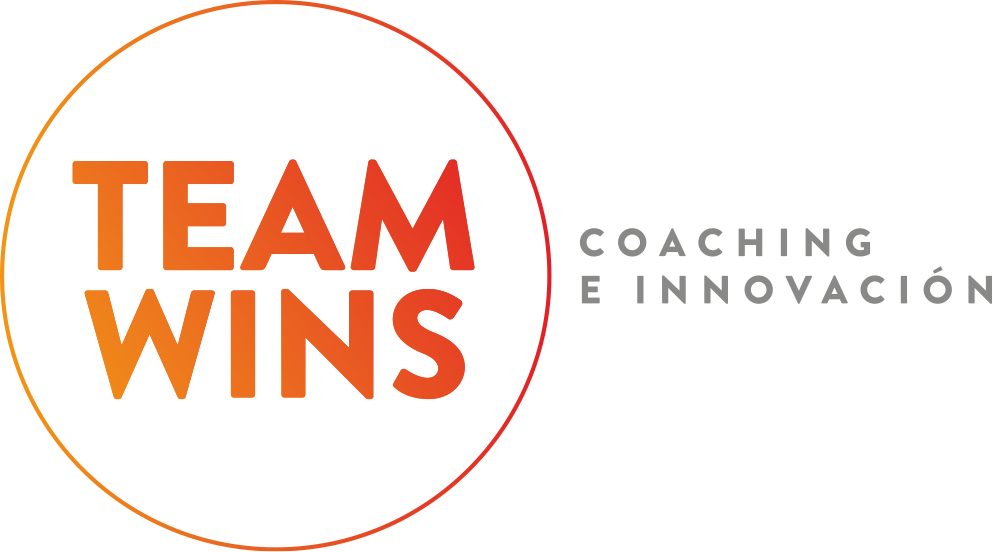 TEAM
WINS
COACHING
E INNOVACIÓN